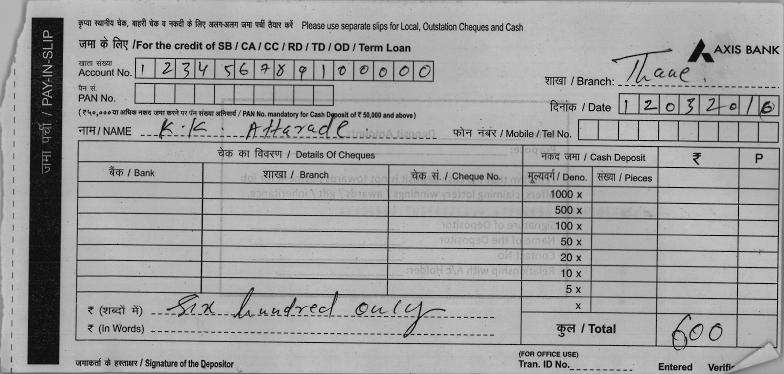 कृपया स्थानीय चेक, बाहरी चेक व नकदी के लिए अलग-अलग जमा पर्ची तैयार करें Please use separate slips for Local, Outstation Cheques and Cash
जमा पर्ची / PAY-IN-SLIP
जमा के लिए /For the credit of SB / CA / CC / RD / TD / OD / Term Loan
AXIS BANK
खाता संख्या
Account No. 1 2 3 4 5 6 7 8 9 1 0 0 0 0 0
शाखा / Branch: Thane.
पैन सं.
PAN No.
दिनांक / Date 1 2 0 3 2 0 1 6
(₹५०,००० या अधिक नकद जमा करने पर पॅन संख्या अनिवार्य / PAN No. mandatory for Cash Deposit of ₹ 50,000 and above)
नाम/ NAME K.K. Attarade
फोन नंबर / Mobile / Tel No.
चेक का विवरण / Details Of Cheques नकद जमा / Cash Deposit ₹ P
बैंक / Bank शाखा / Branch चेक सं. / Cheque No. मूल्यवर्ग / Deno. संख्या / Pieces
1000 x
500 x
100 x
50 x
20 x
10 x
5 x
x
₹ (शब्दों में) Six hundred only
₹ (In Words)
कुल / Total 600
जमाकर्ता के हस्ताक्षर / Signature of the Depositor
(FOR OFFICE USE)
Tran. ID No. Entered